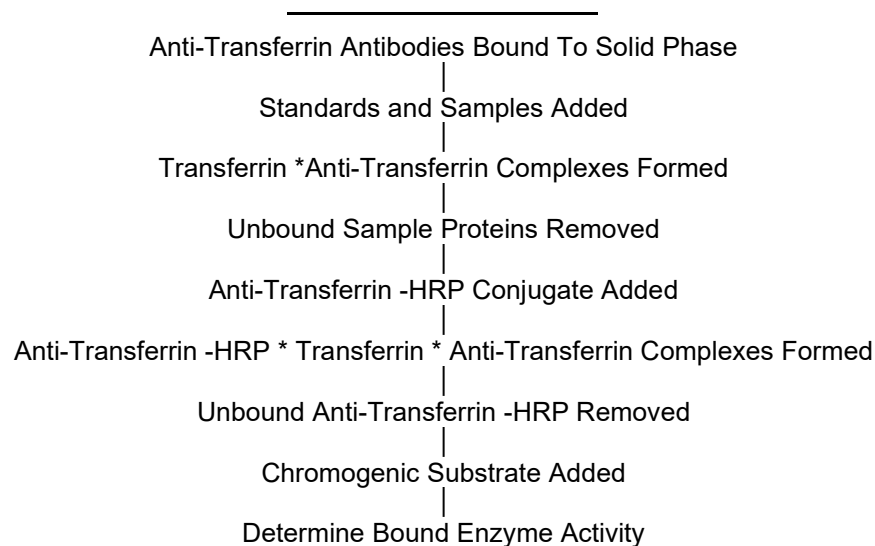 Anti-Transferrin Antibodies Bound To Solid Phase
Standards and Samples Added
Transferrin *Anti-Transferrin Complexes Formed
Unbound Sample Proteins Removed
Anti-Transferrin -HRP Conjugate Added
Anti-Transferrin -HRP * Transferrin * Anti-Transferrin Complexes Formed
Unbound Anti-Transferrin -HRP Removed
Chromogenic Substrate Added
Determine Bound Enzyme Activity